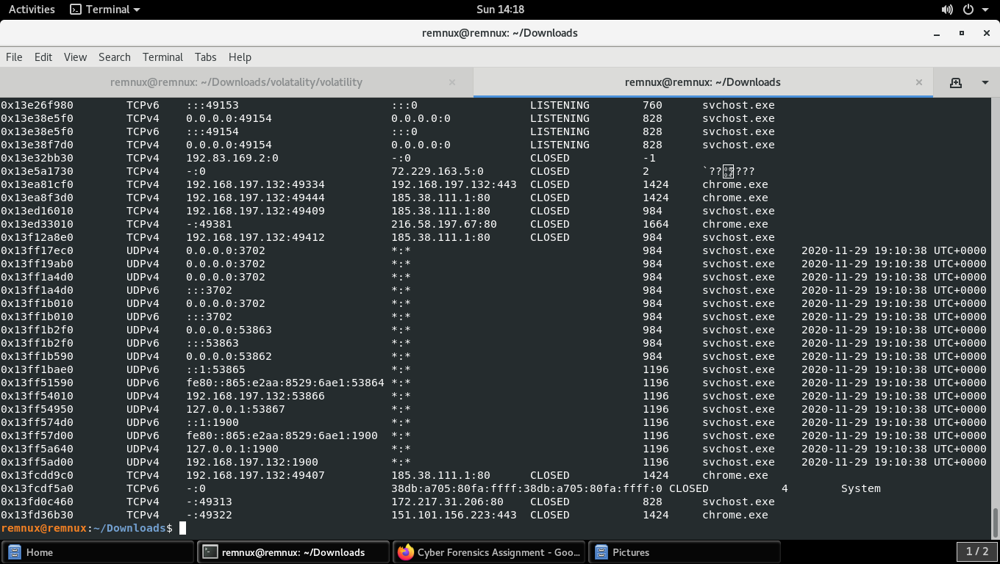 Activities Terminal Sun 14:18
remnux@remnux: ~/Downloads
File Edit View Search Terminal Tabs Help
remnux@remnux: ~/Downloads/volatality/volatility remnux@remnux: ~/Downloads
0x13e26f980 TCPv6 :::49153 :::0 LISTENING 760 svchost.exe
0x13e38e5f0 TCPv4 0.0.0.0:49154 0.0.0.0:0 LISTENING 828 svchost.exe
0x13e38e5f0 TCPv6 :::49154 :::0 LISTENING 828 svchost.exe
0x13e38f7d0 TCPv4 0.0.0.0:49154 0.0.0.0:0 LISTENING 828 svchost.exe
0x13e32bb30 TCPv4 192.83.169.2:0 -:0 CLOSED -1
0x13e5a1730 TCPv4 -:0 72.229.163.5:0 CLOSED 2 `?????
0x13ea81cf0 TCPv4 192.168.197.132:49334 192.168.197.132:443 CLOSED 1424 chrome.exe
0x13ea8f3d0 TCPv4 192.168.197.132:49444 185.38.111.1:80 CLOSED 1424 chrome.exe
0x13ed16010 TCPv4 192.168.197.132:49409 185.38.111.1:80 CLOSED 984 svchost.exe
0x13ed33010 TCPv4 -:49381 216.58.197.67:80 CLOSED 1664 chrome.exe
0x13f12a8e0 TCPv4 192.168.197.132:49412 185.38.111.1:80 CLOSED 984 svchost.exe
0x13ff17ec0 UDPv4 0.0.0.0:3702 *:* 984 svchost.exe 2020-11-29 19:10:38 UTC+0000
0x13ff19ab0 UDPv4 0.0.0.0:3702 *:* 984 svchost.exe 2020-11-29 19:10:38 UTC+0000
0x13ff1a4d0 UDPv4 0.0.0.0:3702 *:* 984 svchost.exe 2020-11-29 19:10:38 UTC+0000
0x13ff1a4d0 UDPv6 :::3702 *:* 984 svchost.exe 2020-11-29 19:10:38 UTC+0000
0x13ff1b010 UDPv4 0.0.0.0:3702 *:* 984 svchost.exe 2020-11-29 19:10:38 UTC+0000
0x13ff1b010 UDPv6 :::3702 *:* 984 svchost.exe 2020-11-29 19:10:38 UTC+0000
0x13ff1b2f0 UDPv4 0.0.0.0:53863 *:* 984 svchost.exe 2020-11-29 19:10:38 UTC+0000
0x13ff1b2f0 UDPv6 :::53863 *:* 984 svchost.exe 2020-11-29 19:10:38 UTC+0000
0x13ff1b590 UDPv4 0.0.0.0:53862 *:* 984 svchost.exe 2020-11-29 19:10:38 UTC+0000
0x13ff1bae0 UDPv6 ::1:53865 *:* 1196 svchost.exe 2020-11-29 19:10:38 UTC+0000
0x13ff51590 UDPv6 fe80::865:e2aa:8529:6ae1:53864 *:* 1196 svchost.exe 2020-11-29 19:10:38 UTC+0000
0x13ff54010 UDPv4 192.168.197.132:53866 *:* 1196 svchost.exe 2020-11-29 19:10:38 UTC+0000
0x13ff54950 UDPv4 127.0.0.1:53867 *:* 1196 svchost.exe 2020-11-29 19:10:38 UTC+0000
0x13ff574d0 UDPv6 ::1:1900 *:* 1196 svchost.exe 2020-11-29 19:10:38 UTC+0000
0x13ff57d00 UDPv6 fe80::865:e2aa:8529:6ae1:1900 *:* 1196 svchost.exe 2020-11-29 19:10:38 UTC+0000
0x13ff5a640 UDPv4 127.0.0.1:1900 *:* 1196 svchost.exe 2020-11-29 19:10:38 UTC+0000
0x13ff5ad00 UDPv4 192.168.197.132:1900 *:* 1196 svchost.exe 2020-11-29 19:10:38 UTC+0000
0x13fcdd9c0 TCPv4 192.168.197.132:49407 185.38.111.1:80 CLOSED 1424 chrome.exe
0x13fcdf5a0 TCPv6 -:0 38db:a705:80fa:ffff:38db:a705:80fa:ffff:0 CLOSED 4 System
0x13fd0c460 TCPv4 -:49313 172.217.31.206:80 CLOSED 828 svchost.exe
0x13fd36b30 TCPv4 -:49322 151.101.156.223:443 CLOSED 1424 chrome.exe
remnux@remnux:~/Downloads$
Home remnux@remnux: ~/Downloads Cyber Forensics Assignment - Goo... Pictures 1 / 2